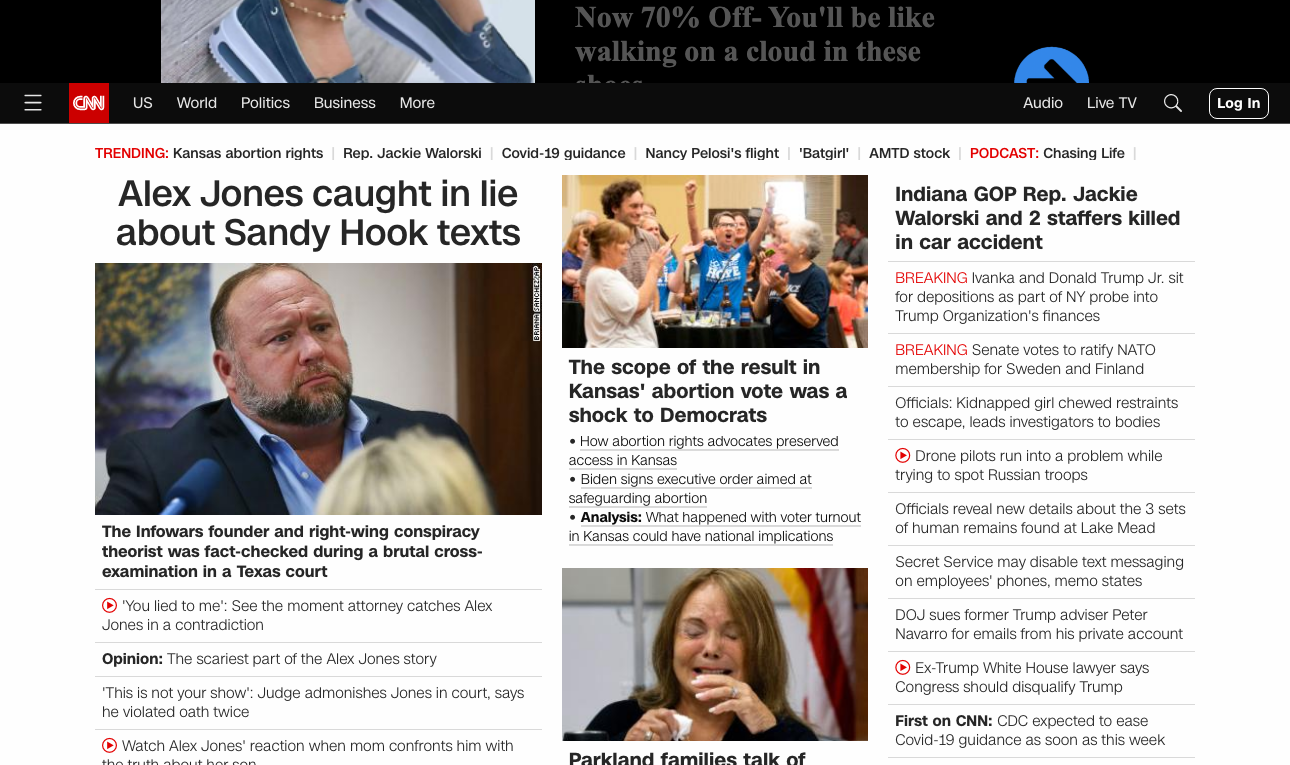 Now 70% Off- You'll be like
walking on a cloud in these
shoes
CNN
US
World
Politics
Business
More
Audio
Live TV
Log In
TRENDING: Kansas abortion rights | Rep. Jackie Walorski | Covid-19 guidance | Nancy Pelosi's flight | 'Batgirl' | AMTD stock | PODCAST: Chasing Life |
Alex Jones caught in lie
about Sandy Hook texts
BRIANA SANCHEZ/AP
The Infowars founder and right-wing conspiracy
theorist was fact-checked during a brutal cross-
examination in a Texas court
'You lied to me': See the moment attorney catches Alex
Jones in a contradiction
Opinion: The scariest part of the Alex Jones story
'This is not your show': Judge admonishes Jones in court, says
he violated oath twice
Watch Alex Jones' reaction when mom confronts him with
the truth about her son
HOPE
The scope of the result in
Kansas' abortion vote was a
shock to Democrats
• How abortion rights advocates preserved
access in Kansas
• Biden signs executive order aimed at
safeguarding abortion
• Analysis: What happened with voter turnout
in Kansas could have national implications
Parkland families talk of
Indiana GOP Rep. Jackie
Walorski and 2 staffers killed
in car accident
BREAKING Ivanka and Donald Trump Jr. sit
for depositions as part of NY probe into
Trump Organization's finances
BREAKING Senate votes to ratify NATO
membership for Sweden and Finland
Officials: Kidnapped girl chewed restraints
to escape, leads investigators to bodies
Drone pilots run into a problem while
trying to spot Russian troops
Officials reveal new details about the 3 sets
of human remains found at Lake Mead
Secret Service may disable text messaging
on employees' phones, memo states
DOJ sues former Trump adviser Peter
Navarro for emails from his private account
Ex-Trump White House lawyer says
Congress should disqualify Trump
First on CNN: CDC expected to ease
Covid-19 guidance as soon as this week